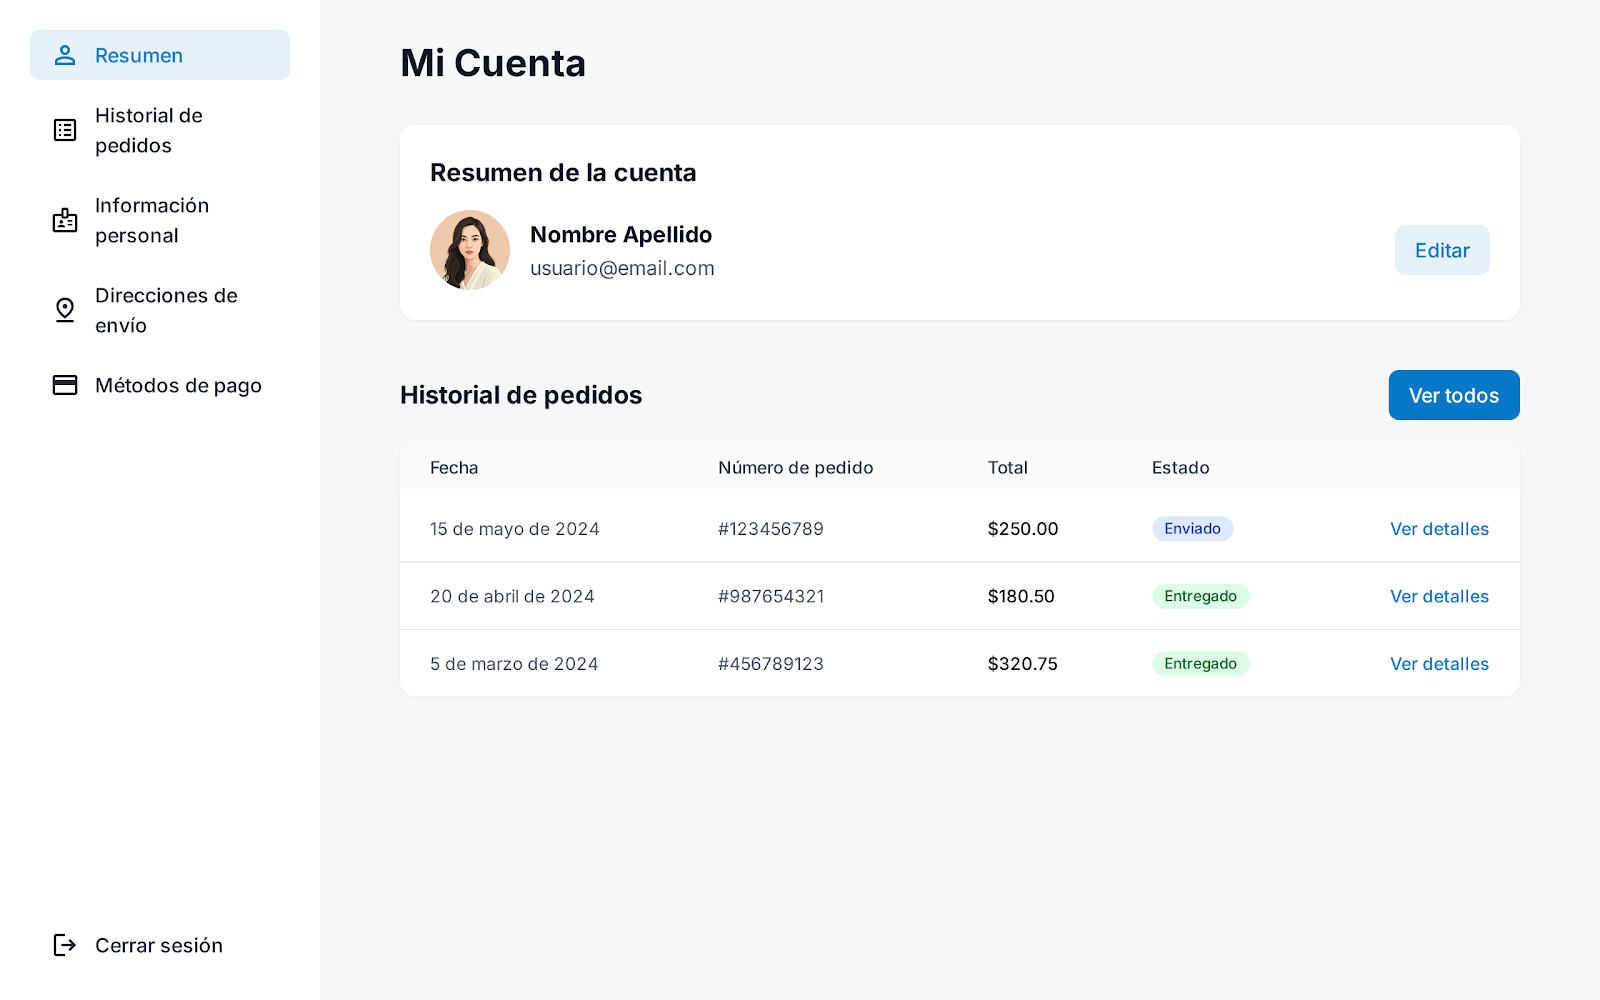 Resumen
Historial de
pedidos
Información
personal
Direcciones de
envío
Métodos de pago
Cerrar sesión
Mi Cuenta
Resumen de la cuenta
Nombre Apellido
usuario@email.com
Editar
Historial de pedidos
Ver todos
Fecha Número de pedido Total Estado
15 de mayo de 2024 #123456789 $250.00 Enviado Ver detalles
20 de abril de 2024 #987654321 $180.50 Entregado Ver detalles
5 de marzo de 2024 #456789123 $320.75 Entregado Ver detalles